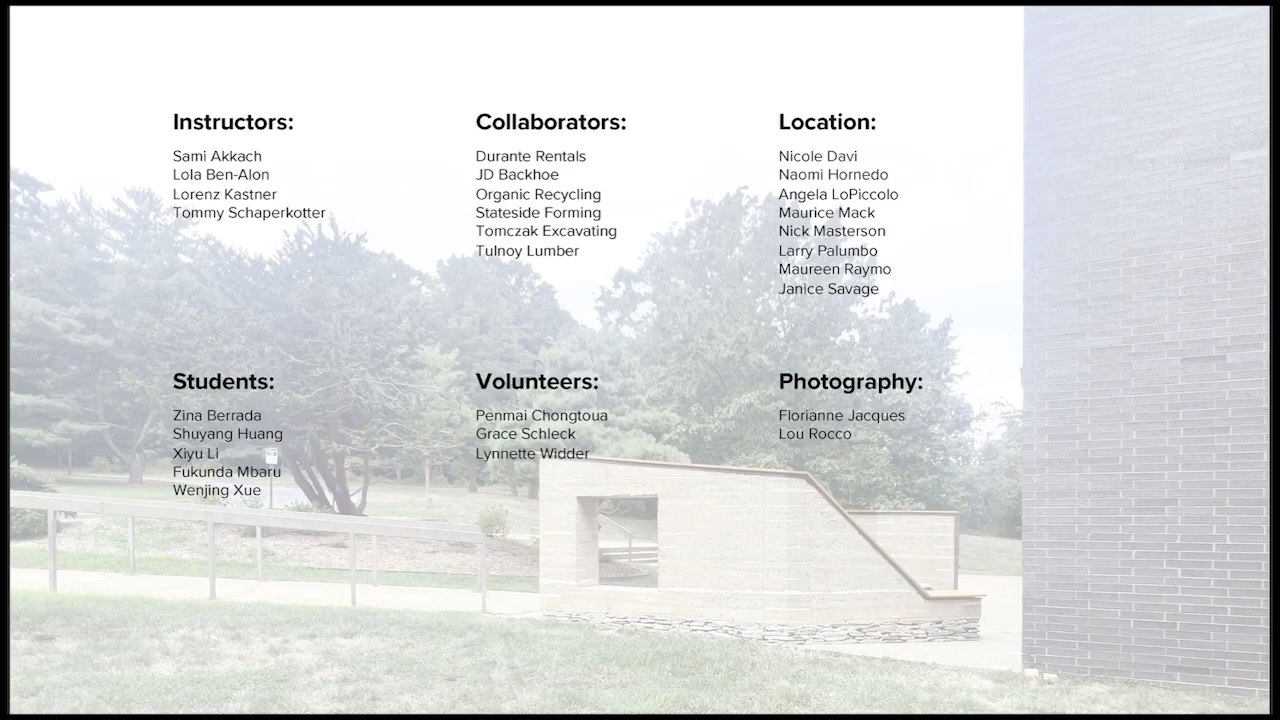 Instructors:
Sami Akkach
Lola Ben-Alon
Lorenz Kastner
Tommy Schaperkotter
Collaborators:
Durante Rentals
JD Backhoe
Organic Recycling
Stateside Forming
Tomczak Excavating
Tulnoy Lumber
Location:
Nicole Davi
Naomi Hornedo
Angela LoPiccolo
Maurice Mack
Nick Masterson
Larry Palumbo
Maureen Raymo
Janice Savage
Students:
Zina Berrada
Shuyang Huang
Xiyu Li
Fukunda Mbaru
Wenjing Xue
Volunteers:
Penmai Chongtoua
Grace Schleck
Lynnette Widder
Photography:
Florianne Jacques
Lou Rocco